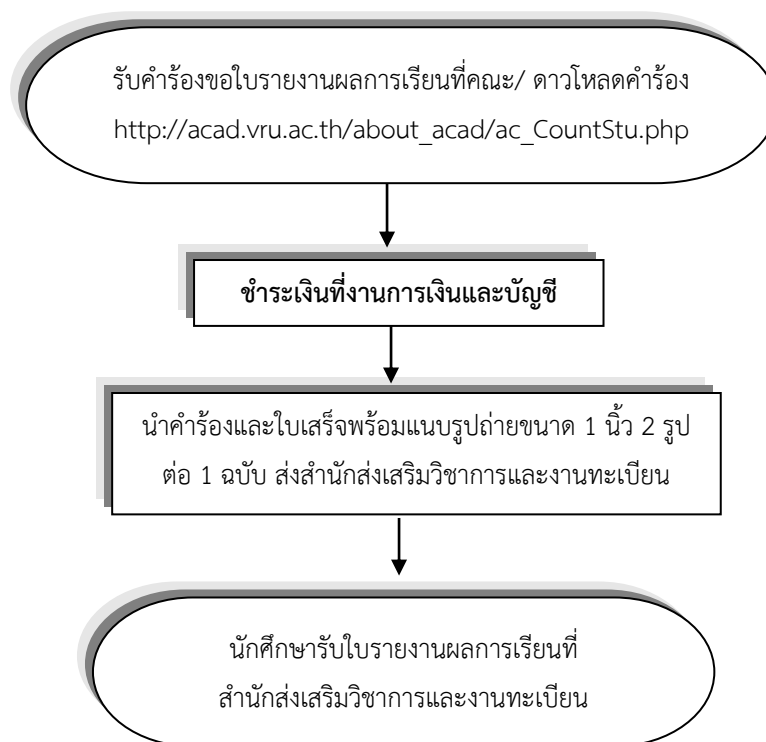 รับคำร้องขอใบรายงานผลการเรียนที่คณะ/ ดาวโหลดคำร้อง
http://acad.vru.ac.th/about_acad/ac_CountStu.php
ชำระเงินที่งานการเงินและบัญชี
นำคำร้องและใบเสร็จพร้อมแนบรูปถ่ายขนาด 1 นิ้ว 2 รูป
ต่อ 1 ฉบับ ส่งสำนักส่งเสริมวิชาการและงานทะเบียน
นักศึกษารับใบรายงานผลการเรียนที่
สำนักส่งเสริมวิชาการและงานทะเบียน